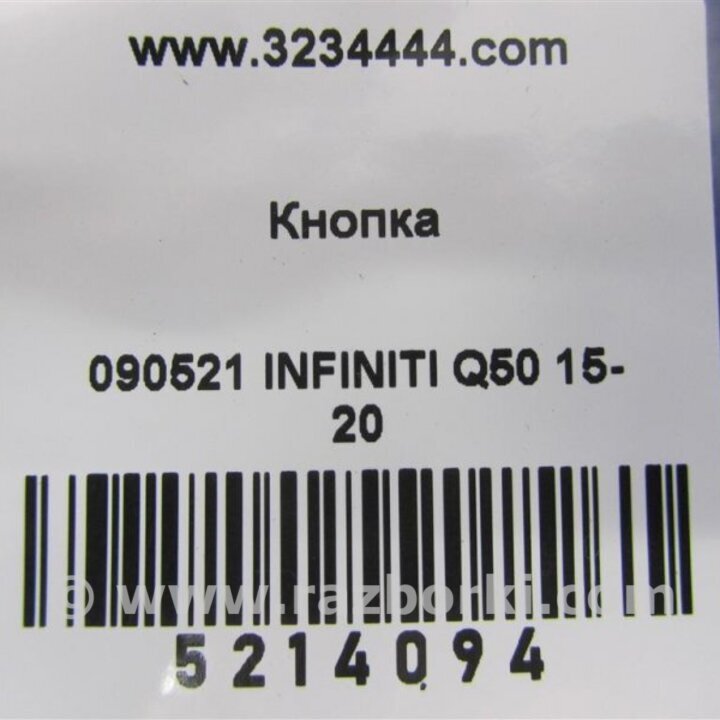 www.3234444.com
Кнопка
090521 INFINITI Q50 15-
20
© www.razborki.com
5214094